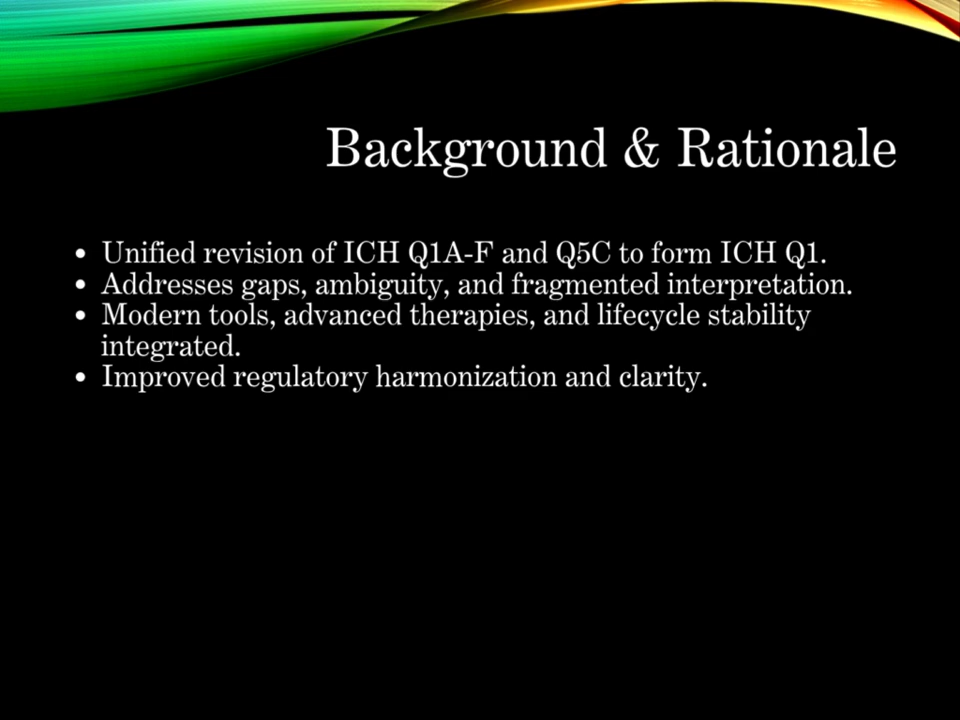 Background & Rationale
• Unified revision of ICH Q1A-F and Q5C to form ICH Q1.
• Addresses gaps, ambiguity, and fragmented interpretation.
• Modern tools, advanced therapies, and lifecycle stability
integrated.
• Improved regulatory harmonization and clarity.